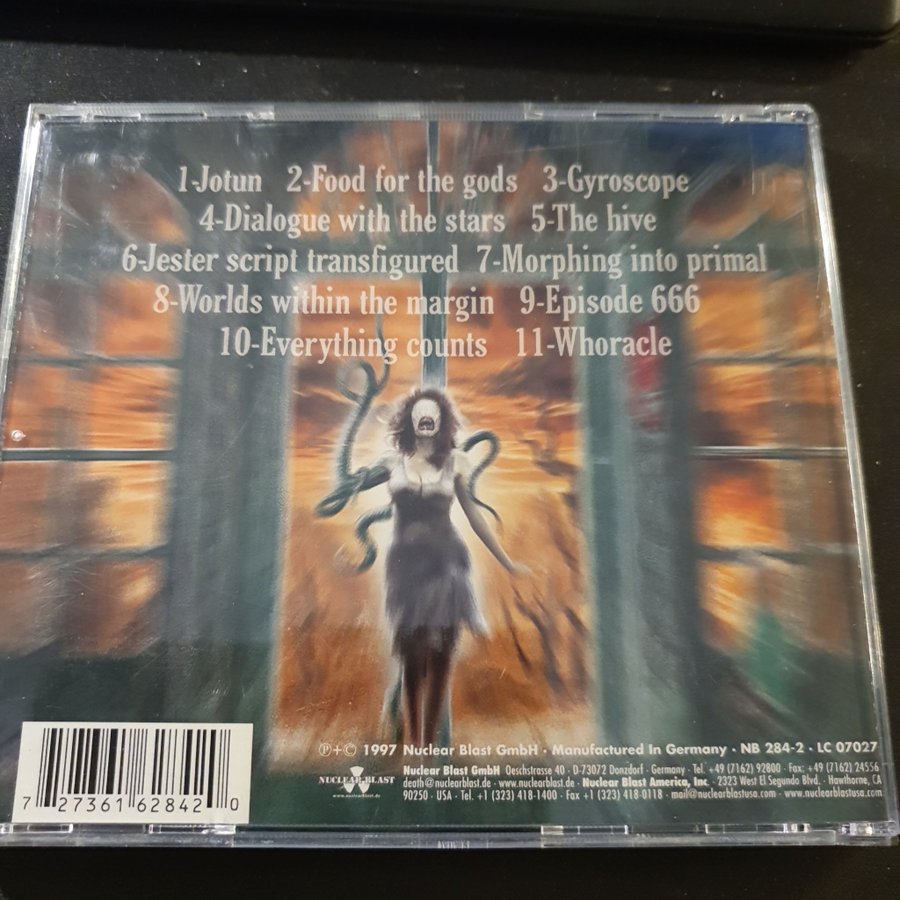 1-Jotun 2-Food for the gods 3-Gyroscope
4-Dialogue with the stars 5-The hive
6-Jester script transfigured 7-Morphing into primal
8-Worlds within the margin 9-Episode 666
10-Everything counts 11-Whoracle
℗+© 1997 Nuclear Blast GmbH · Manufactured In Germany · NB 284-2 · LC 07027
Nuclear Blast GmbH Oeschstrasse 40 · D-73072 Donzdorf · Germany · Tel. +49 (7162) 92800 · Fax: +49 (7162) 24556
death@nuclearblast.de · www.nuclearblast.de · Nuclear Blast America, Inc. · 2323 West El Segundo Blvd. · Hawthorne, CA
90250 · USA · Tel. +1 (323) 418-1400 · Fax +1 (323) 418-0118 · mail@nuclearblastusa.com · www.nuclearblastusa.com
NUCLEAR BLAST
www.nuclearblast.de
7 27361 62842 0